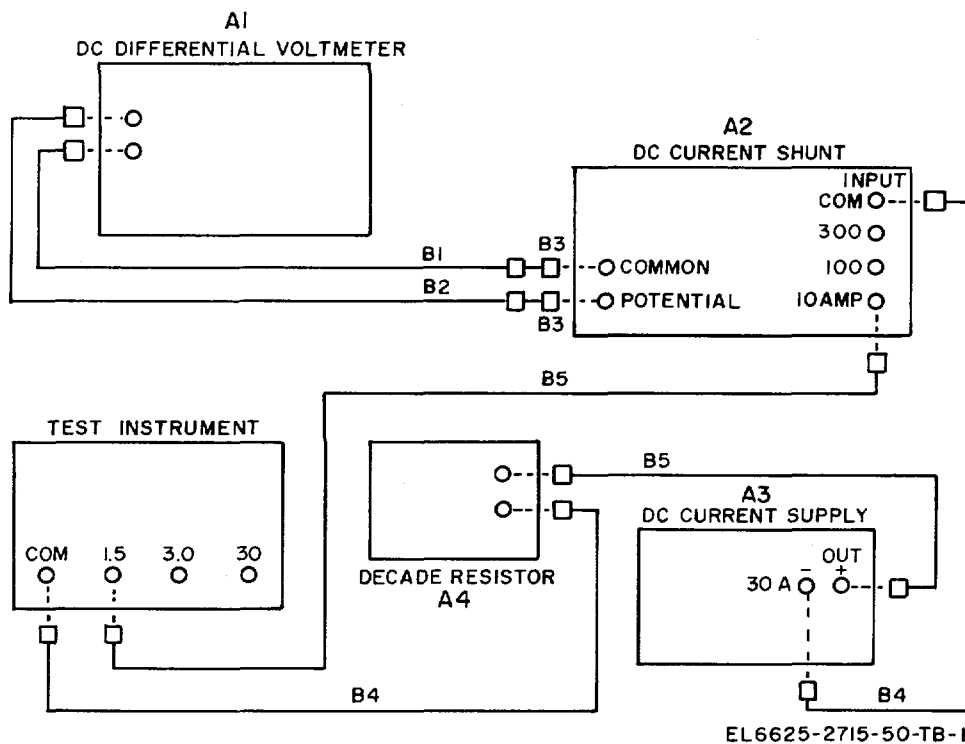 A1
DC DIFFERENTIAL VOLTMETER
A2
DC CURRENT SHUNT
INPUT
COM
300
100
10 AMP
B1
B2
B3
B3
COMMON
POTENTIAL
B5
TEST INSTRUMENT
COM
1.5
3.0
30
DECADE RESISTOR
A4
B5
A3
DC CURRENT SUPPLY
OUT
- +
30 A
B4
B4
EL6625-2715-50-TB-1